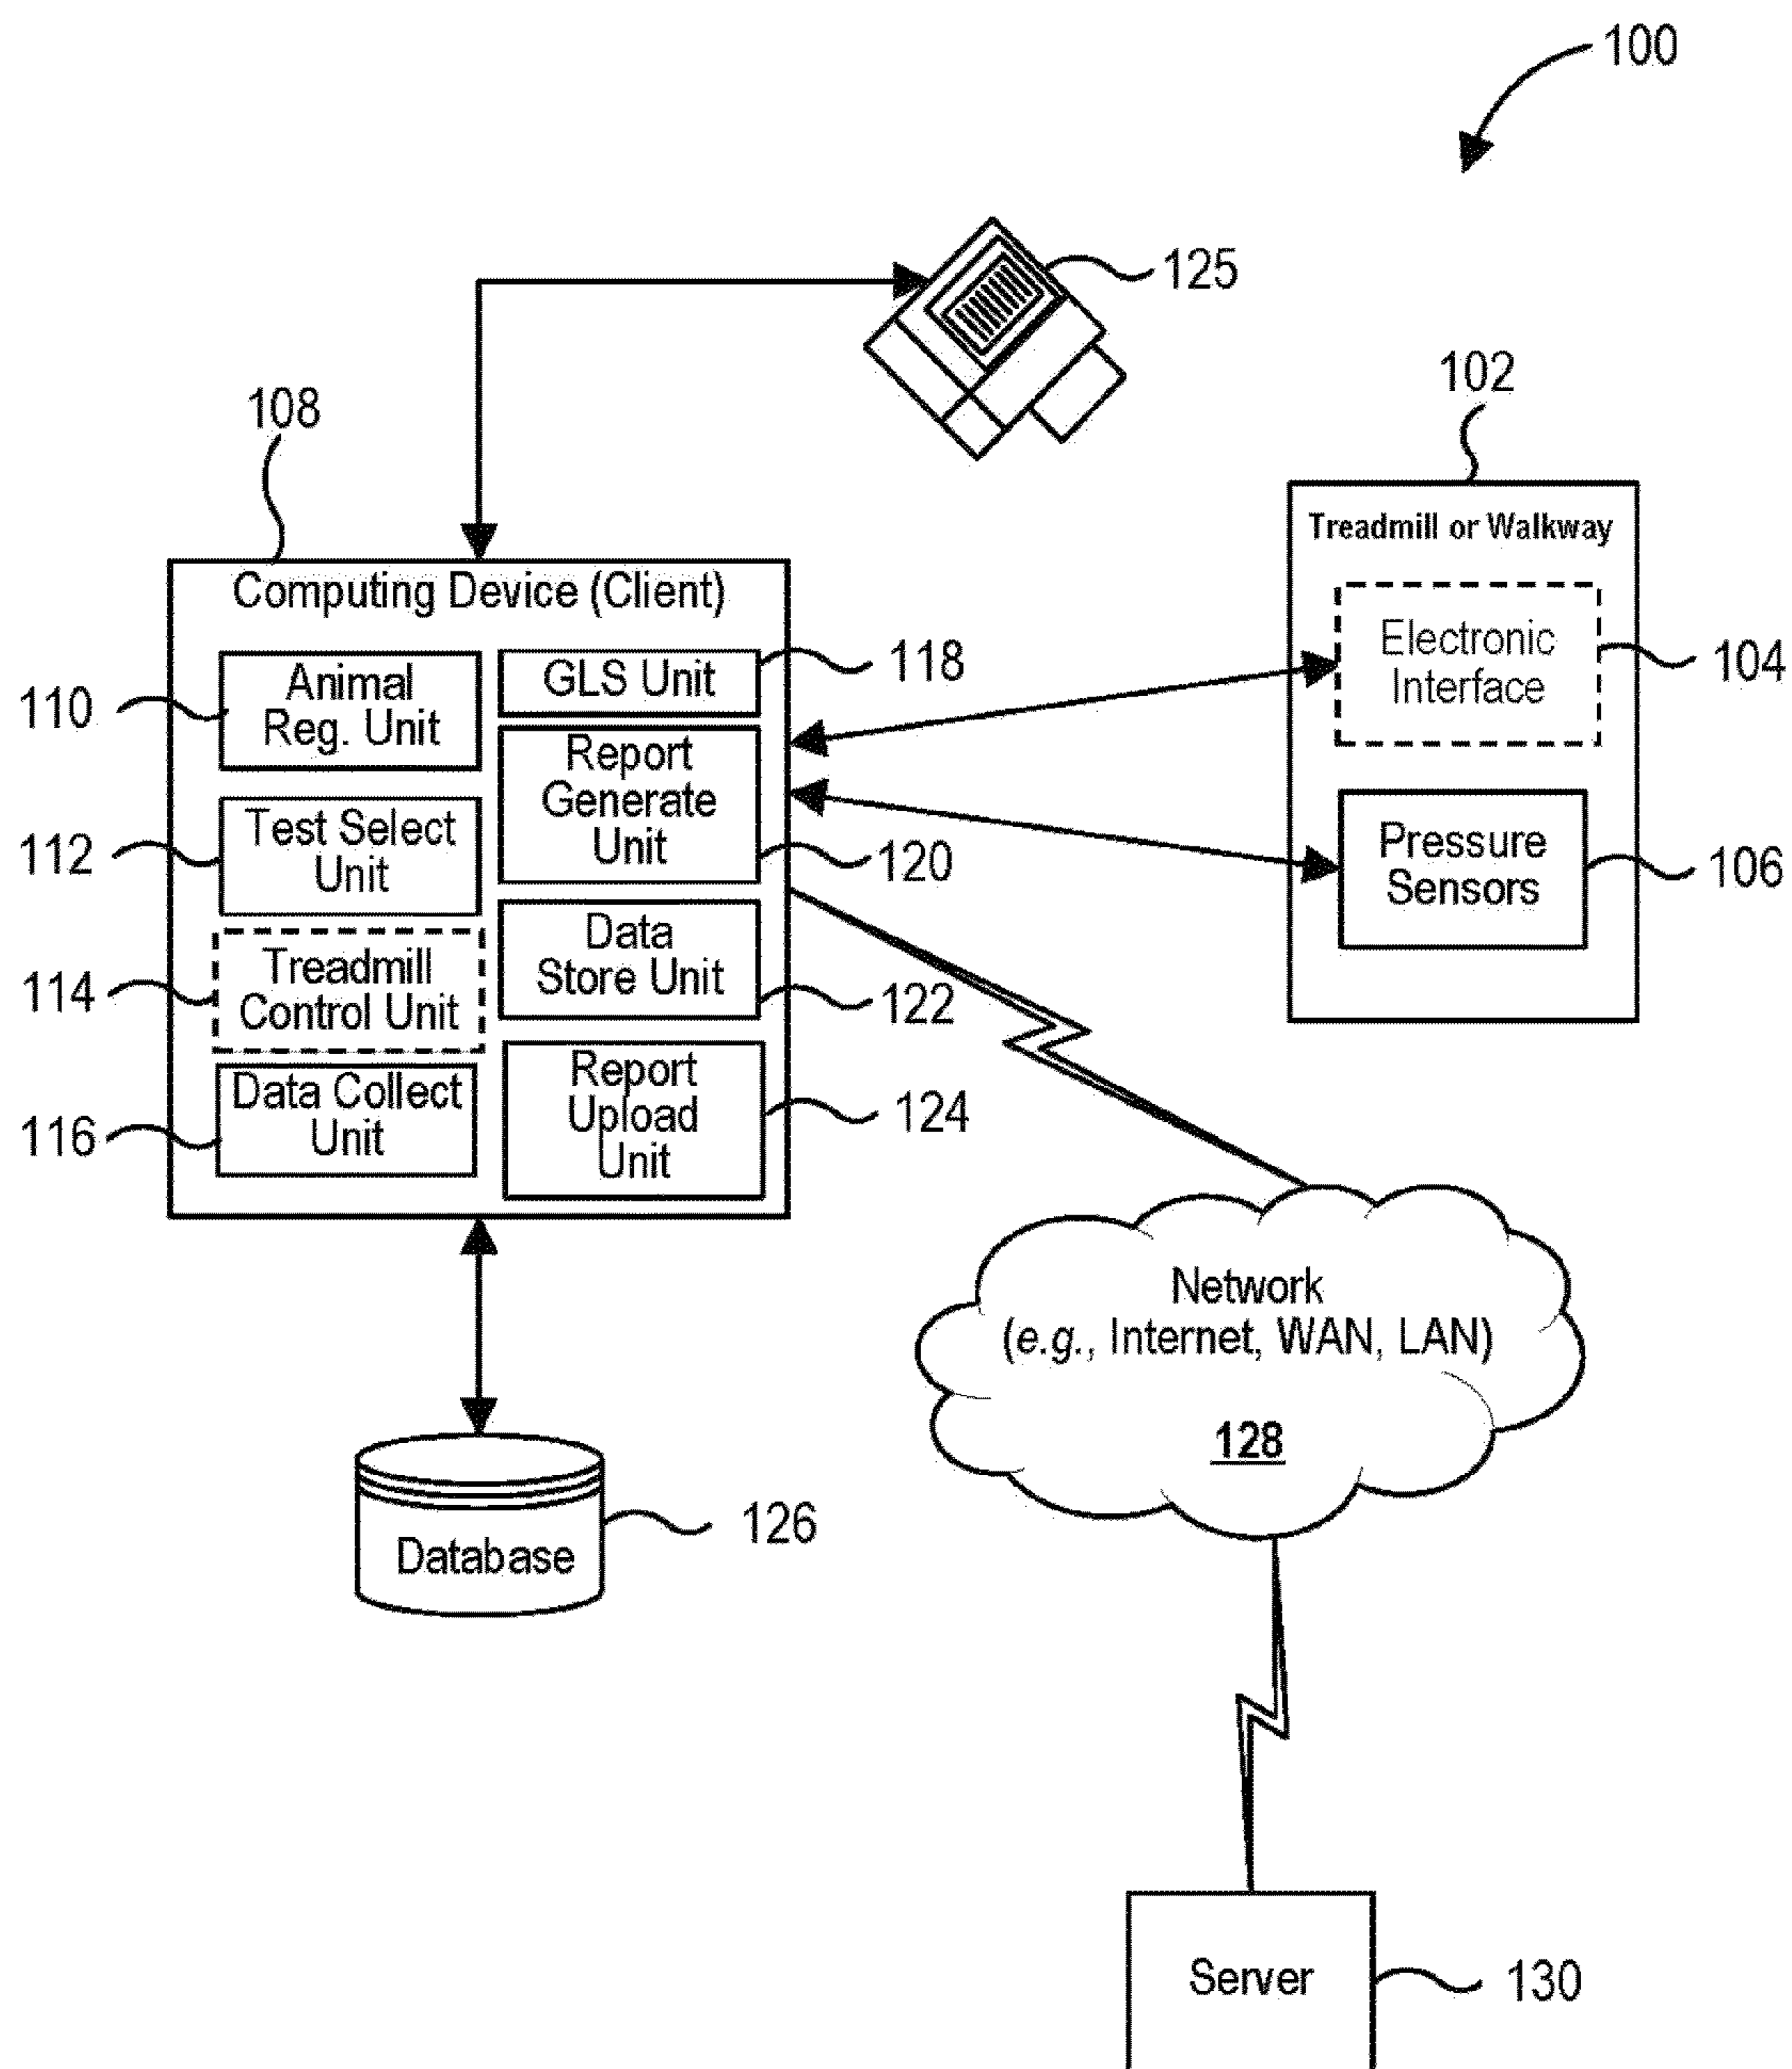 100
125
102
108
Treadmill or Walkway
Computing Device (Client)
Electronic
Interface
104
Animal
Reg. Unit
110
GLS Unit
118
Report
Generate
Unit
120
Test Select
Unit
112
Pressure
Sensors
106
Treadmill
Control Unit
114
Data
Store Unit
122
Data Collect
Unit
116
Report
Upload
Unit
124
Network
(e.g., Internet, WAN, LAN)
128
Database
126
Server
130